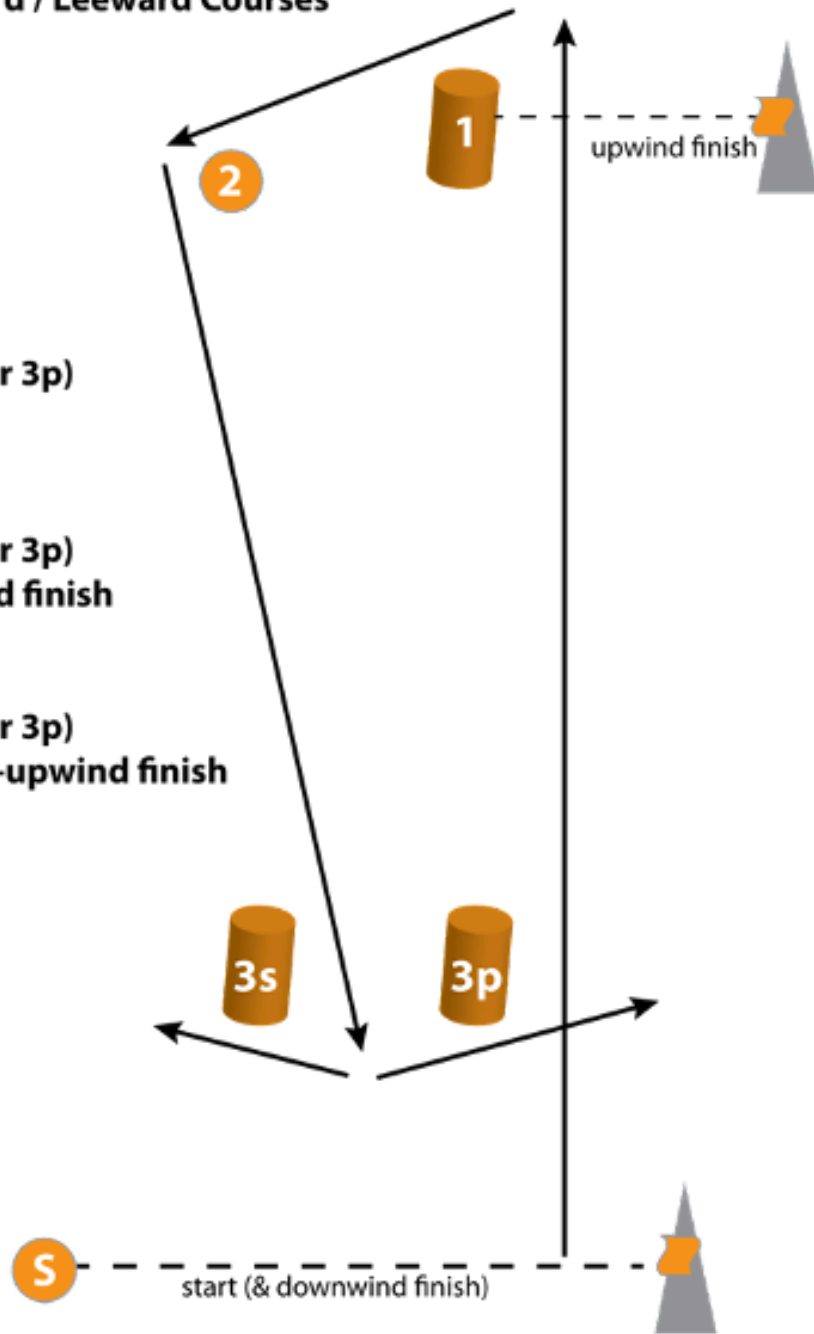 / Leeward Courses
1
upwind finish
2
r 3p)
r 3p)
d finish
r 3p)
-upwind finish
3s
3p
S
start (& downwind finish)